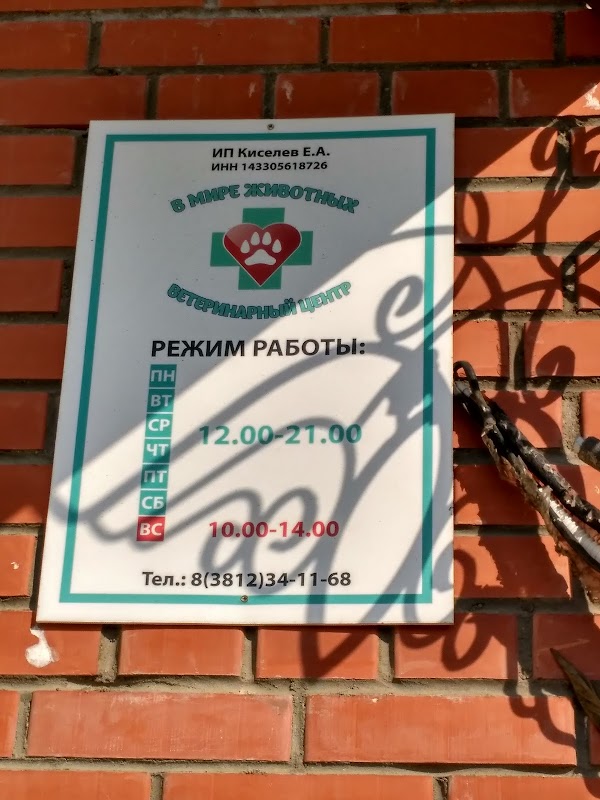 ИП Киселев Е.А.
ИНН 143305618726
В МИРЕ ЖИВОТНЫХ
ВЕТЕРИНАРНЫЙ ЦЕНТР
РЕЖИМ РАБОТЫ:
ПН
ВТ
СР
12.00-21.00
ЧТ
ПТ
СБ
ВС 10.00-14.00
Тел.: 8(3812)34-11-68